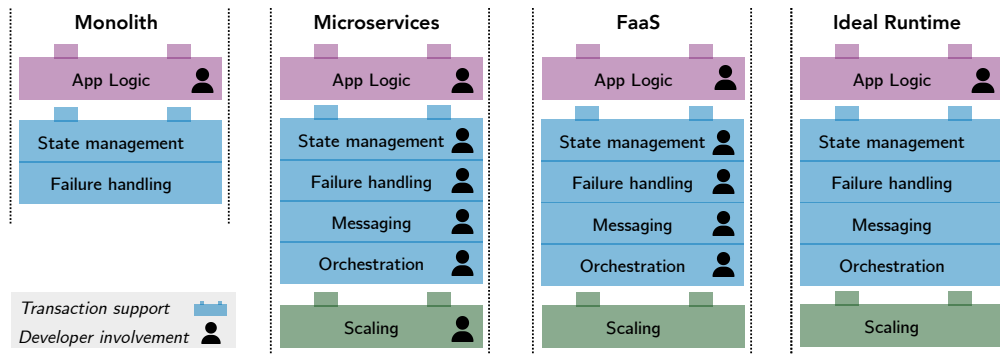 Monolith
App Logic
State management
Failure handling
Transaction support
Developer involvement
Microservices
App Logic
State management
Failure handling
Messaging
Orchestration
Scaling
FaaS
App Logic
State management
Failure handling
Messaging
Orchestration
Scaling
Ideal Runtime
App Logic
State management
Failure handling
Messaging
Orchestration
Scaling